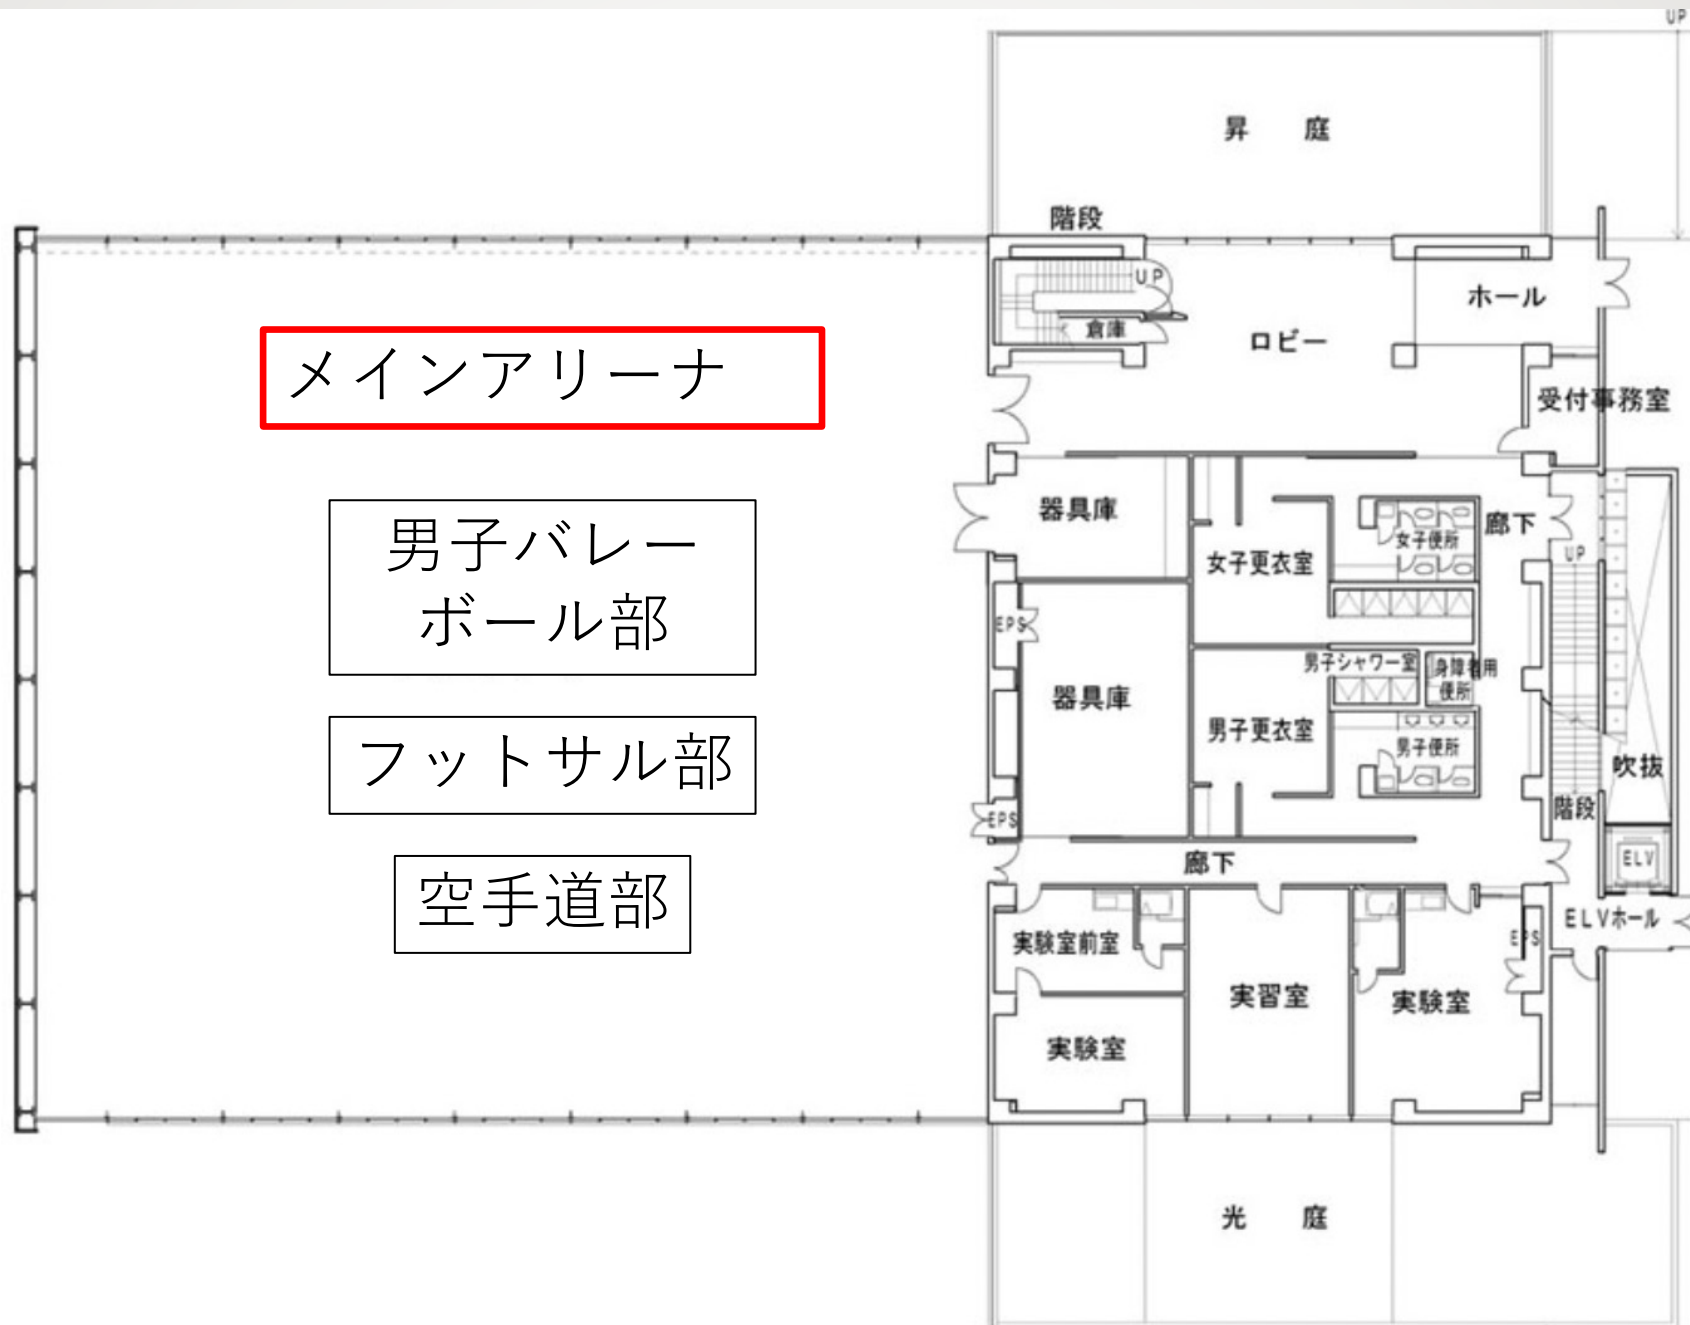 UP
昇 庭
階段
UP
倉庫
ホール
ロビー
メインアリーナ
受付事務室
男子バレー
ボール部
器具庫
女子更衣室
女子便所
廊下
UP
EPS
フットサル部
器具庫
男子シャワー室
身障者用
便所
男子更衣室
男子便所
吹抜
階段
EPS
空手道部
廊下
ELV
ELVホール
実験室前室
EPS
実習室
実験室
実験室
光 庭